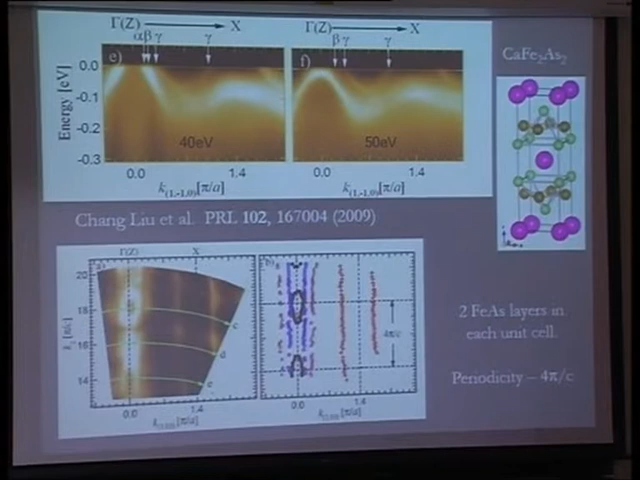 Γ(Z) X
Γ(Z) X
αβ γ γ
β γ γ
e)
f)
Energy [eV]
0.0
-0.1
-0.2
-0.3
40eV
50eV
0.0 1.4
0.0 1.4
k(1,-1,0)[π/a]
k(1,-1,0)[π/a]
CaFe2As2
Chang Liu et al. PRL 102, 167004 (2009)
Γ(Z) X
a)
b)
20
18
16
14
c
d
e
4π/c
0.0 1.4
0.0 1.4
2 FeAs layers in
each unit cell.
Periodicity – 4π/c